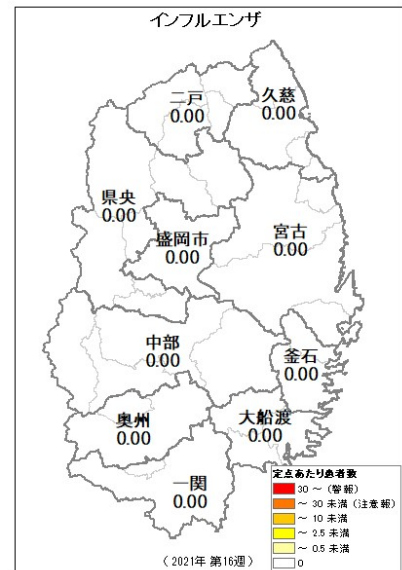 インフルエンザ
二戸
0.00
久慈
0.00
県央
0.00
盛岡市
0.00
宮古
0.00
中部
0.00
釜石
0.00
奥州
0.00
大船渡
0.00
一関
0.00
定点あたり患者数
30 ～ (警報)
～ 30 未満 (注意報)
～ 10 未満
～ 2.5 未満
～ 0.5 未満
0
( 2021年 第16週 )